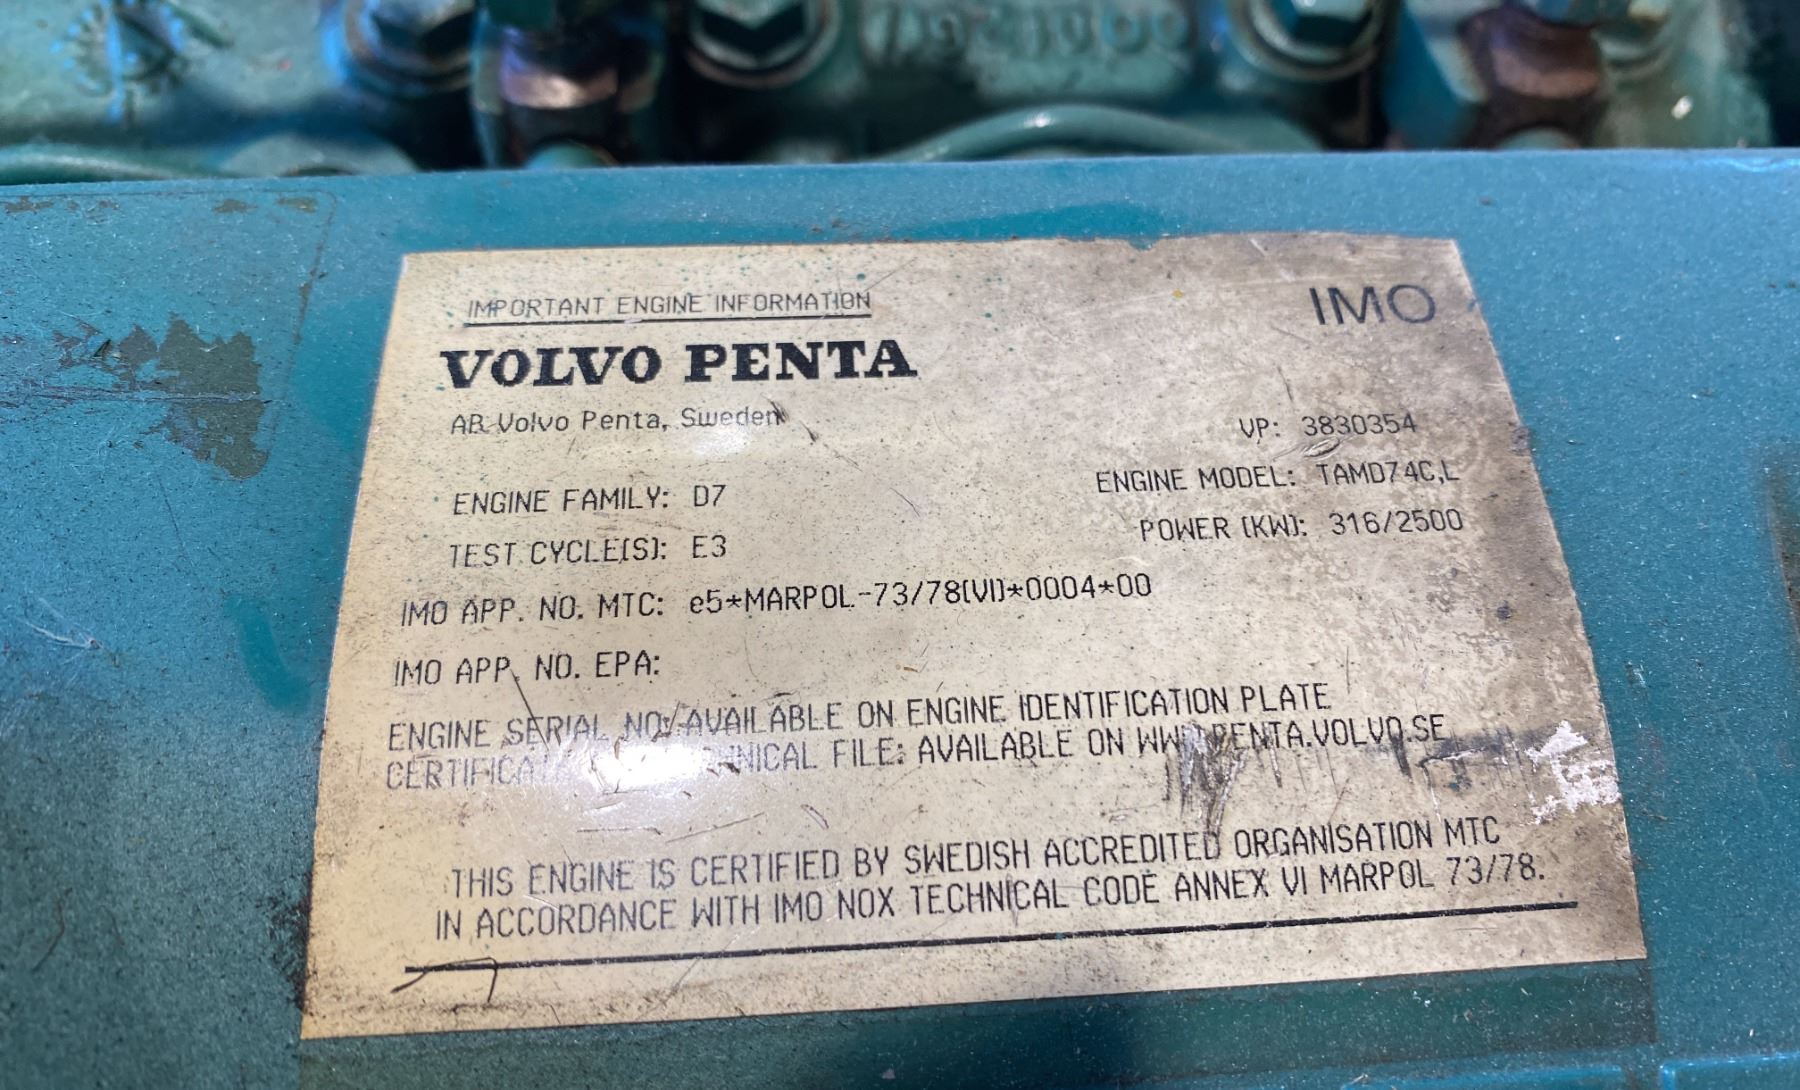 IMPORTANT ENGINE INFORMATION
IMO
VOLVO PENTA
AB Volvo Penta, Sweden
VP: 3830354
ENGINE FAMILY: D7
ENGINE MODEL: TAMD74C,L
TEST CYCLE(S): E3
POWER (KW): 316/2500
IMO APP. NO. MTC: e5*MARPOL-73/78(VI)*0004*00
IMO APP. NO. EPA:
ENGINE SERIAL NO: AVAILABLE ON ENGINE IDENTIFICATION PLATE
FILE: AVAILABLE ON WWW.PENTA.VOLVO.SE
THIS ENGINE IS CERTIFIED BY SWEDISH ACCREDITED ORGANISATION MTC
IN ACCORDANCE WITH IMO NOX TECHNICAL CODE ANNEX VI MARPOL 73/78.